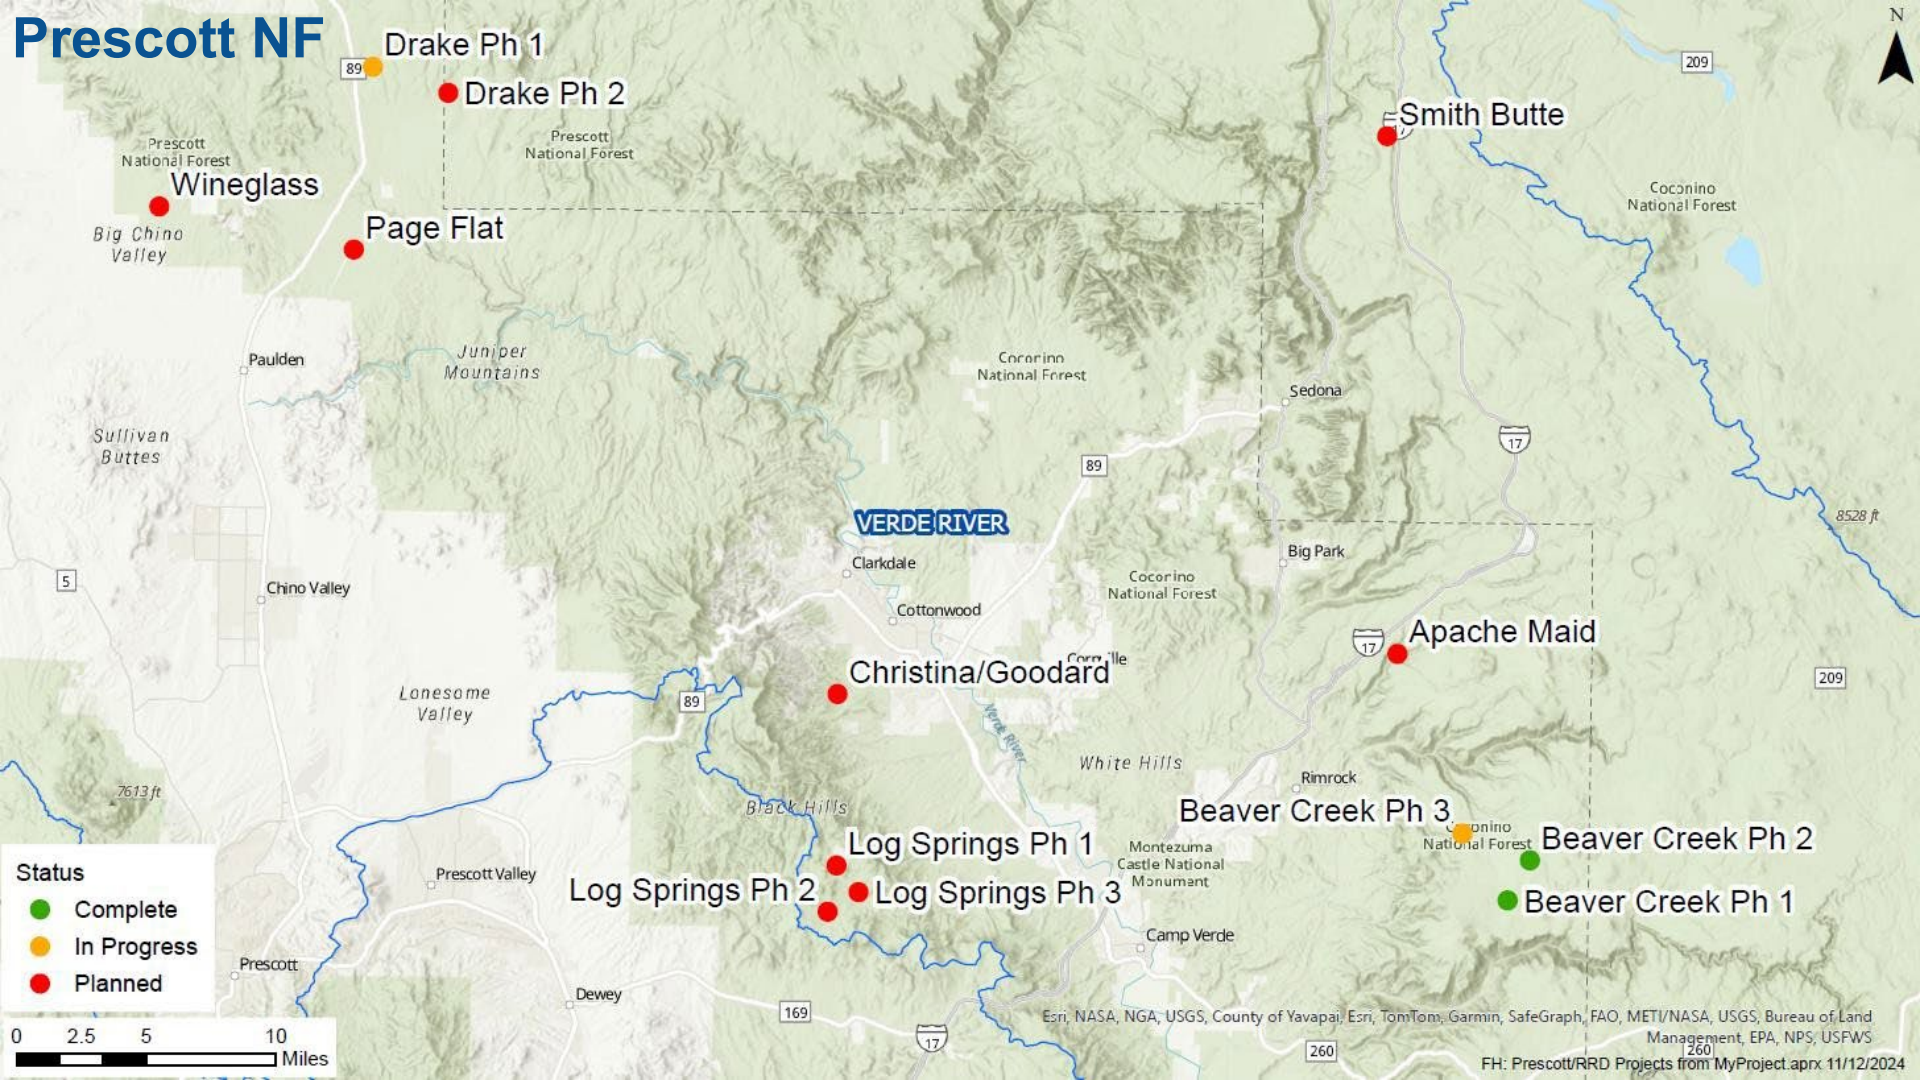 Prescott NF
N
Drake Ph 1
89
209
Drake Ph 2
Smith Butte
17
Prescott
National Forest
Prescott
National Forest
Wineglass
Coconino
National Forest
Page Flat
Big Chino
Valley
Juniper
Mountains
Paulden
Coconino
National Forest
Sedona
Sullivan
Buttes
17
89
VERDE RIVER
8528 ft
Big Park
Clarkdale
5
Chino Valley
Coconino
National Forest
Cottonwood
Apache Maid
17
Christina/Goodard
209
Lonesome
Valley
89
Verde River
White Hills
Rimrock
7613 ft
Black Hills
Beaver Creek Ph 3
National Forest
Beaver Creek Ph 2
Log Springs Ph 1
Montezuma
Castle National
Monument
Status
Prescott Valley
Log Springs Ph 2
Log Springs Ph 3
Beaver Creek Ph 1
Complete
In Progress
Camp Verde
Prescott
Planned
Dewey
169
Esri, NASA, NGA, USGS, County of Yavapai, Esri, TomTom, Garmin, SafeGraph, FAO, METI/NASA, USGS, Bureau of Land
Management, EPA, NPS, USFWS
0 2.5 5 10
Miles
17
260
260
FH: Prescott/RRD Projects from MyProject.aprx 11/12/2024